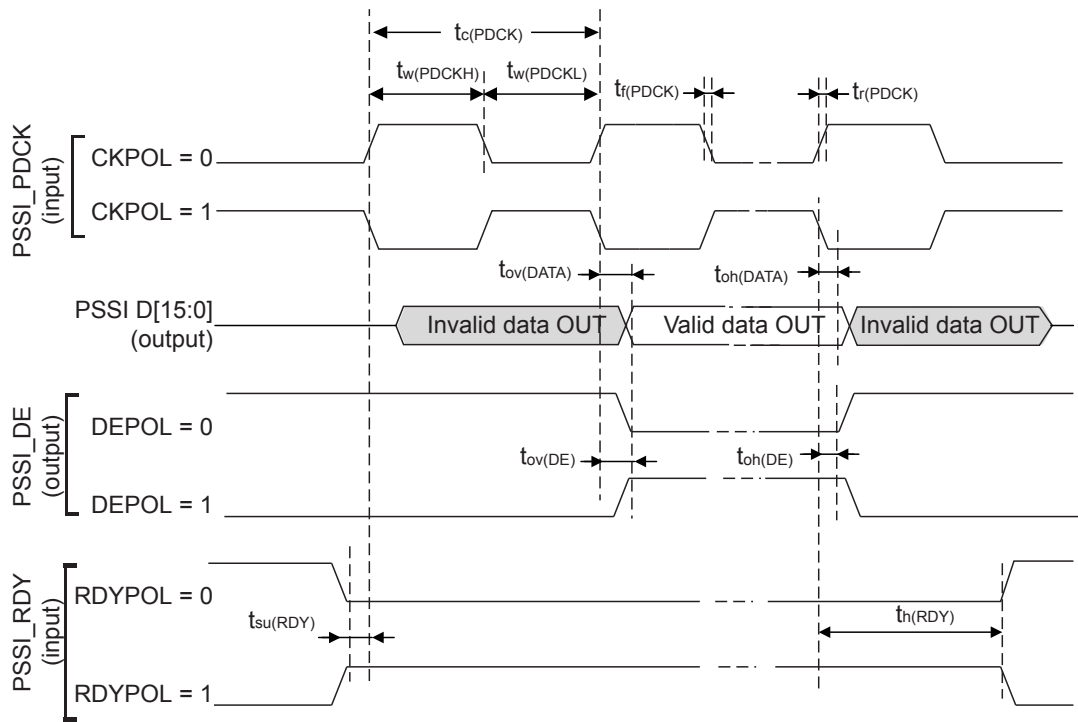 tc(PDCK)
tw(PDCKH)
tw(PDCKL)
tf(PDCK)
tr(PDCK)
PSSI_PDCK
(input)
CKPOL = 0
CKPOL = 1
tov(DATA)
toh(DATA)
PSSI D[15:0]
(output)
Invalid data OUT
Valid data OUT
Invalid data OUT
PSSI_DE
(output)
DEPOL = 0
tov(DE)
toh(DE)
DEPOL = 1
PSSI_RDY
(input)
RDYPOL = 0
tsu(RDY)
th(RDY)
RDYPOL = 1